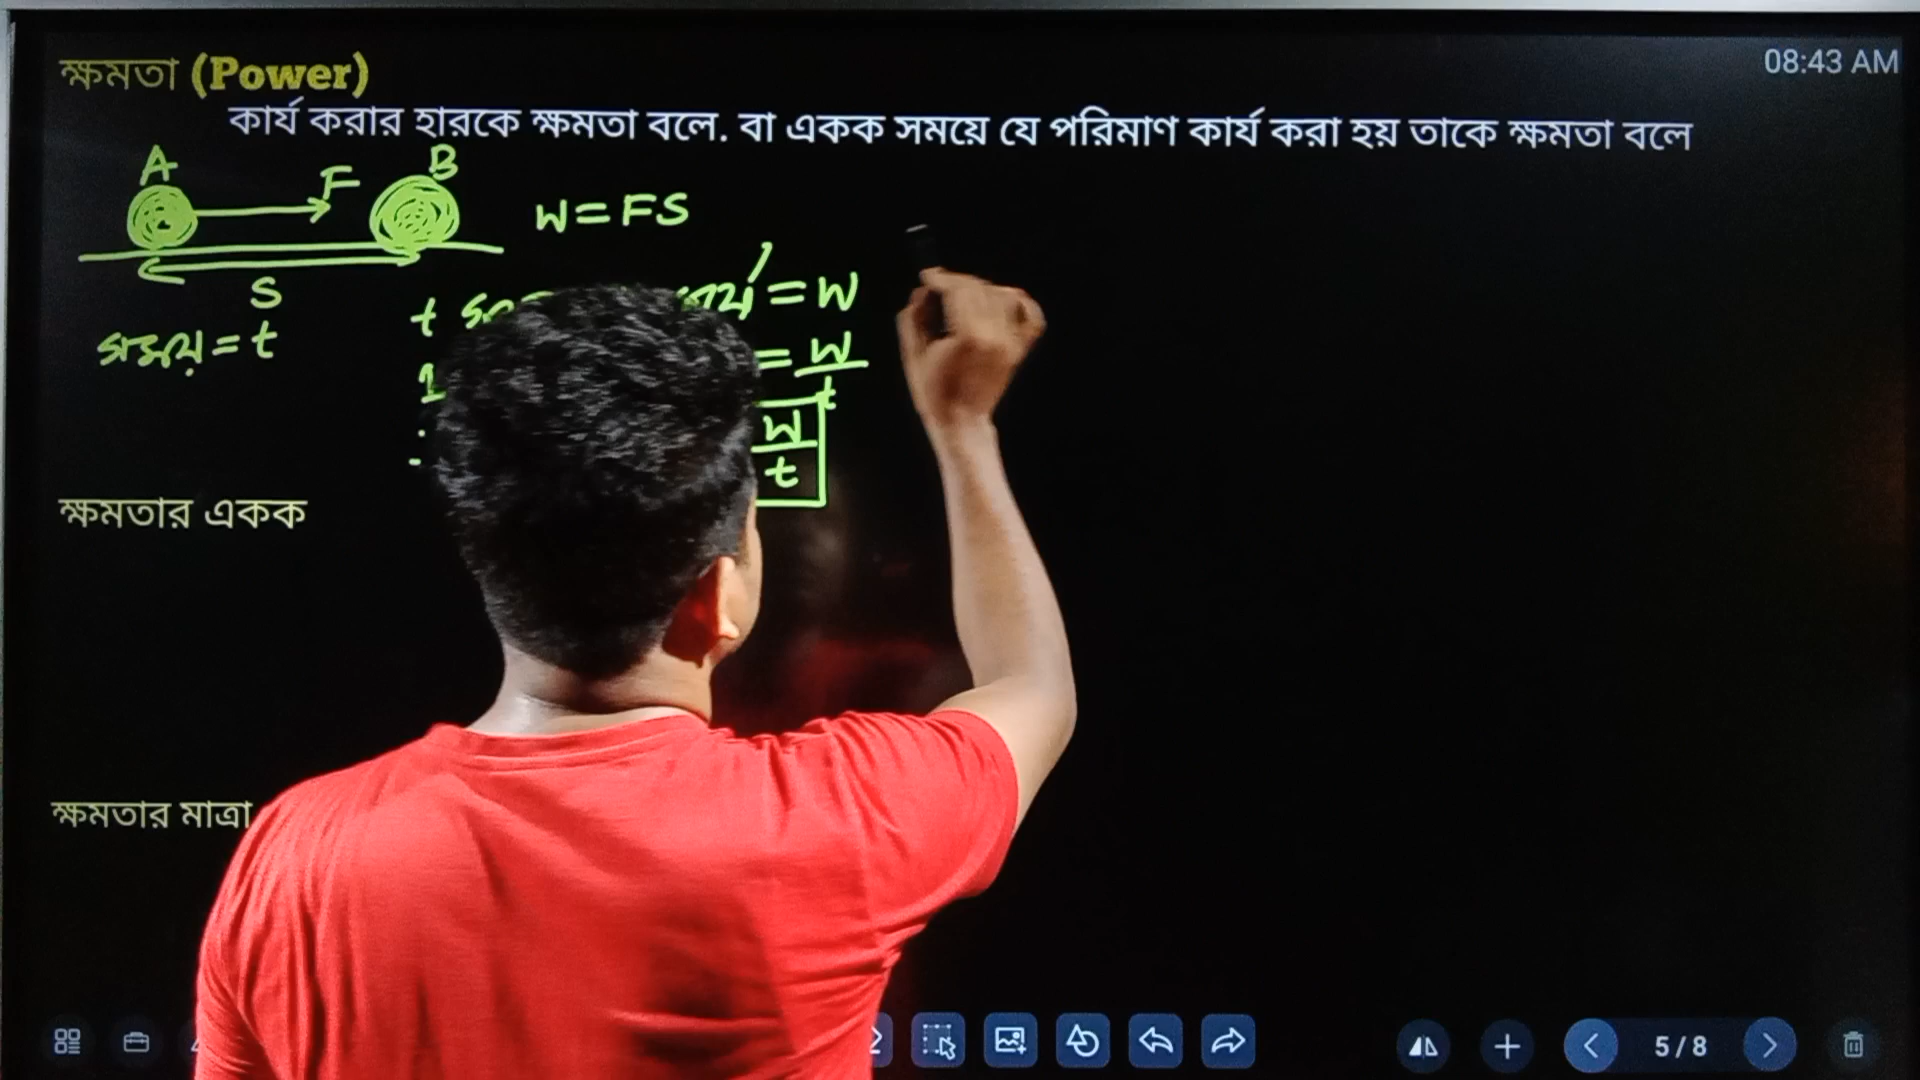 ক্ষমতা (Power)
08:43 AM
কার্য করার হারকে ক্ষমতা বলে. বা একক সময়ে যে পরিমাণ কার্য করা হয় তাকে ক্ষমতা বলে
A
F
B
W=FS
S
সময়=t
t
=W
1
=W/t
∴
W/t
ক্ষমতার একক
ক্ষমতার মাত্রা
5/8